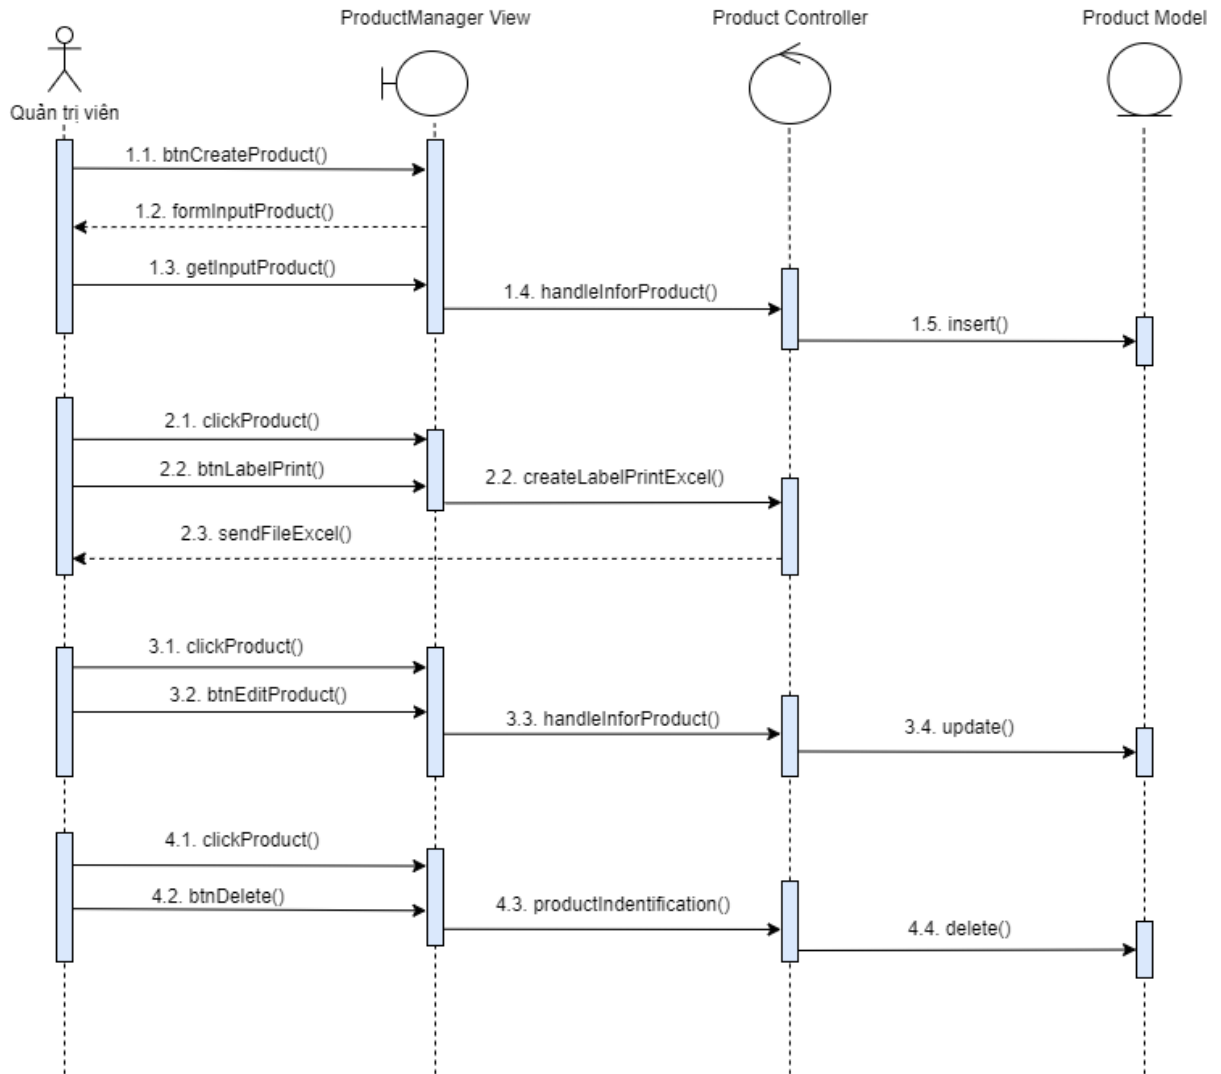 ProductManager View
Product Controller
Product Model
Quản trị viên
1.1. btnCreateProduct()
1.2. formInputProduct()
1.3. getInputProduct()
1.4. handleInforProduct()
1.5. insert()
2.1. clickProduct()
2.2. btnLabelPrint()
2.2. createLabelPrintExcel()
2.3. sendFileExcel()
3.1. clickProduct()
3.2. btnEditProduct()
3.3. handleInforProduct()
3.4. update()
4.1. clickProduct()
4.2. btnDelete()
4.3. productIndentification()
4.4. delete()